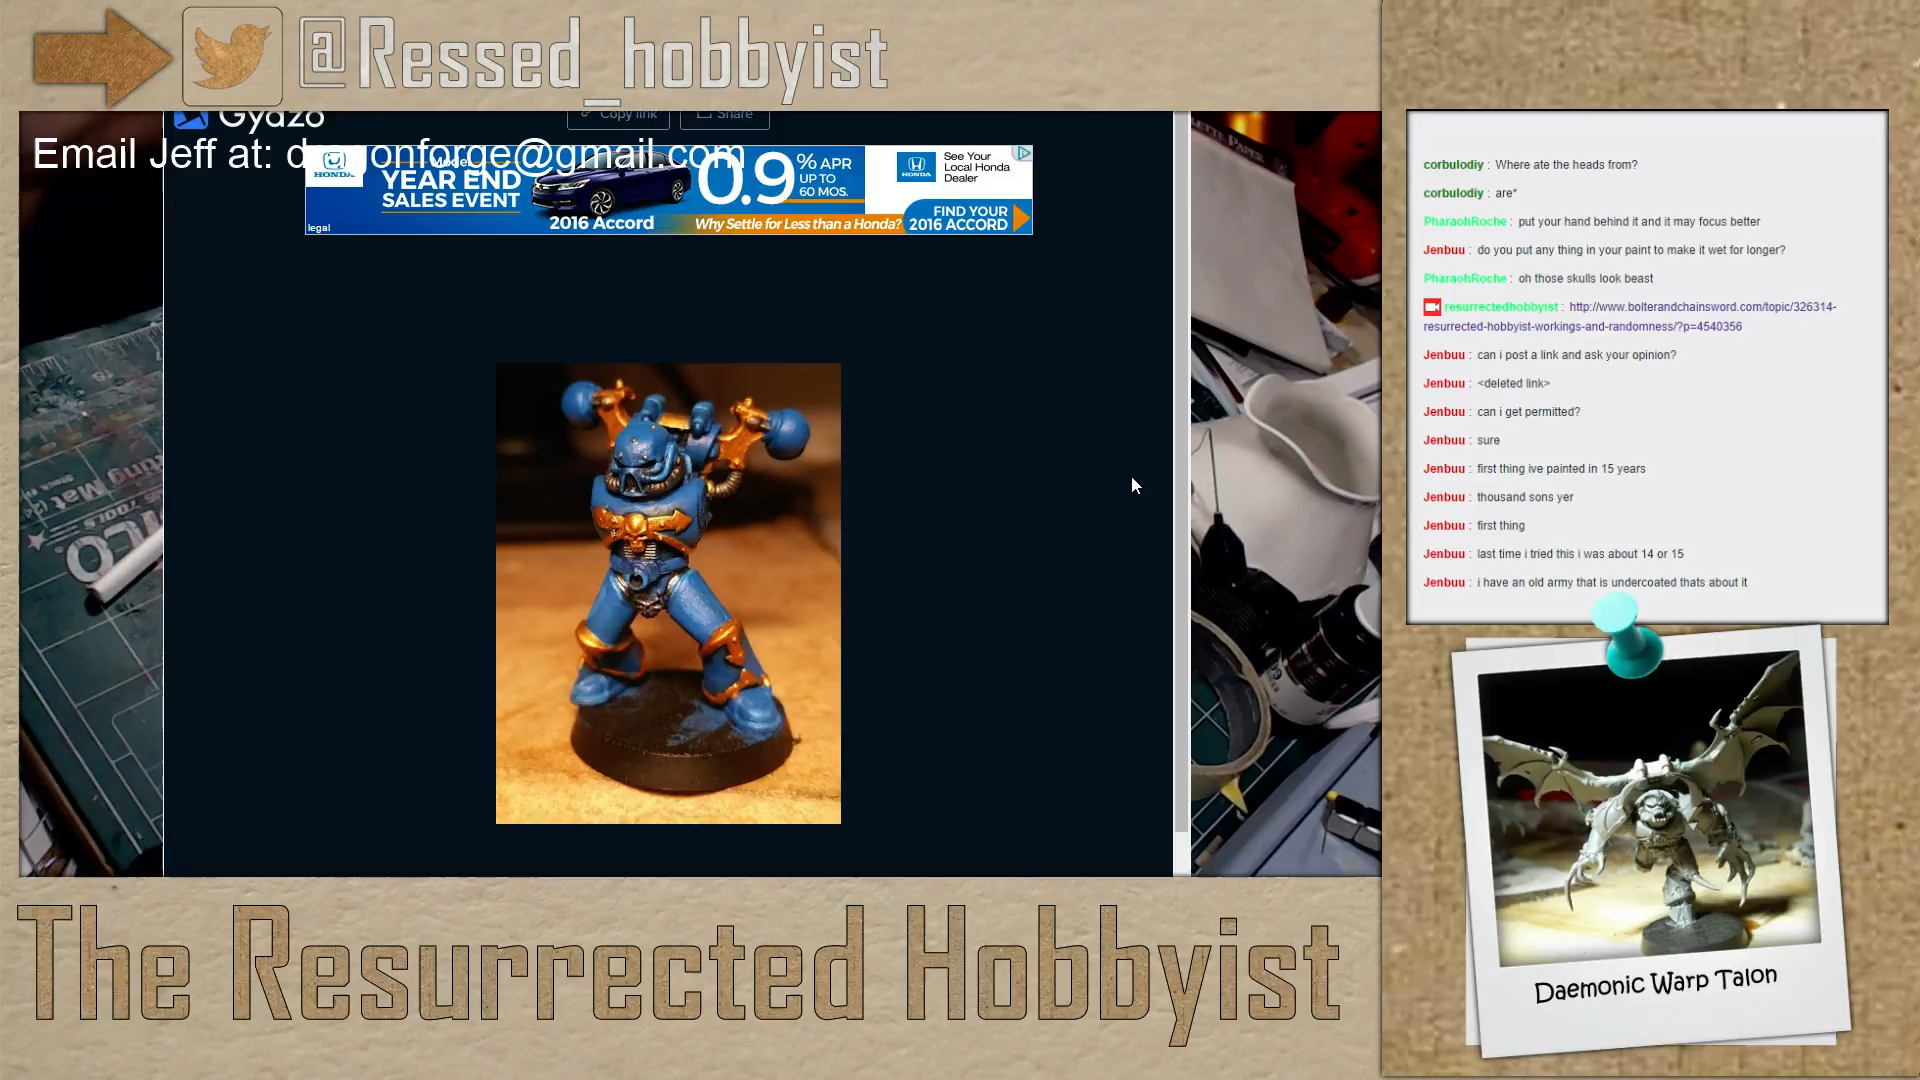 @Ressed_hobbyist
Gyazo
Copy link
Share
Email Jeff at: dragonforge@gmail.com
HONDA
Model
YEAR END
SALES EVENT
legal
2016 Accord
0.9 % APR
UP TO
60 MOS.
Why Settle for Less than a Honda?
HONDA
See Your
Local Honda
Dealer
FIND YOUR
2016 ACCORD
corbulodiy : Where ate the heads from?
corbulodiy : are*
PharaohRoche : put your hand behind it and it may focus better
Jenbuu : do you put any thing in your paint to make it wet for longer?
PharaohRoche : oh those skulls look beast
resurrectedhobbyist : http://www.bolterandchainsword.com/topic/326314-
resurrected-hobbyist-workings-and-randomness/?p=4540356
Jenbuu : can i post a link and ask your opinion?
Jenbuu : <deleted link>
Jenbuu : can i get permitted?
Jenbuu : sure
Jenbuu : first thing ive painted in 15 years
Jenbuu : thousand sons yer
Jenbuu : first thing
Jenbuu : last time i tried this i was about 14 or 15
Jenbuu : i have an old army that is undercoated thats about it
Daemonic Warp Talon
The Resurrected Hobbyist